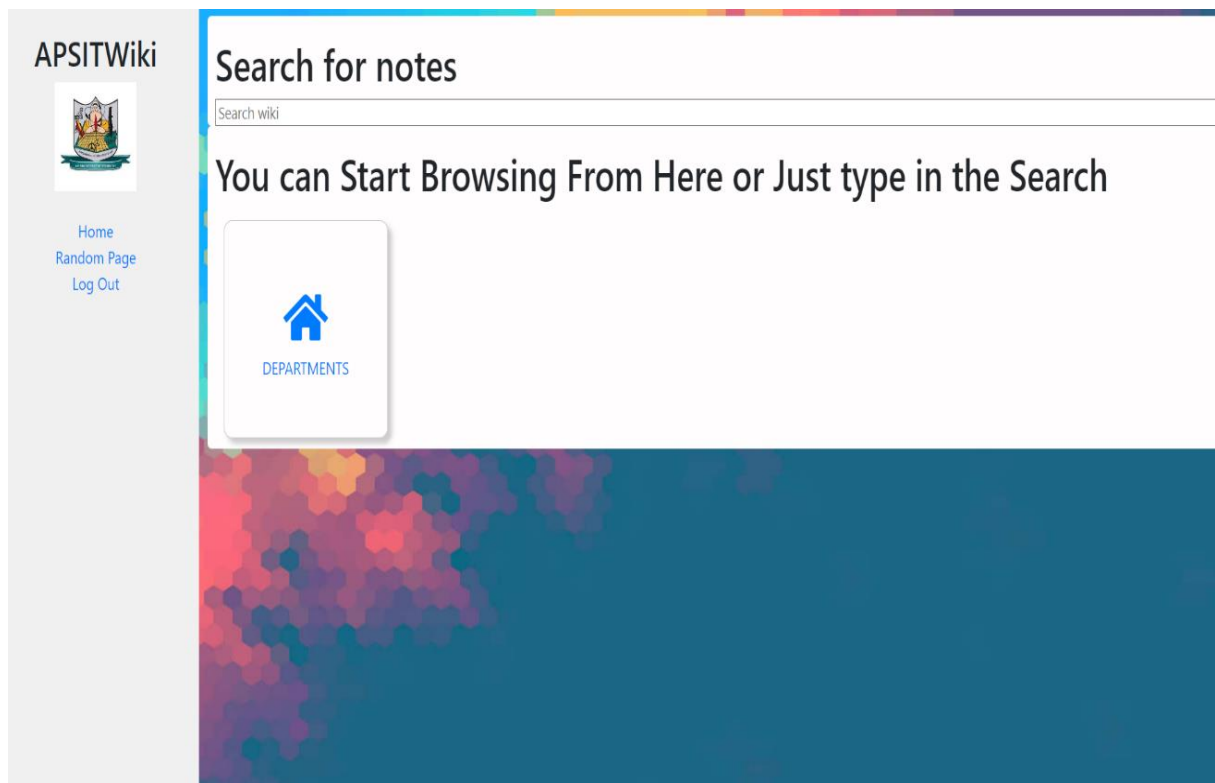 APSITWiki
Home
Random Page
Log Out
Search for notes
Search wiki
You can Start Browsing From Here or Just type in the Search
DEPARTMENTS